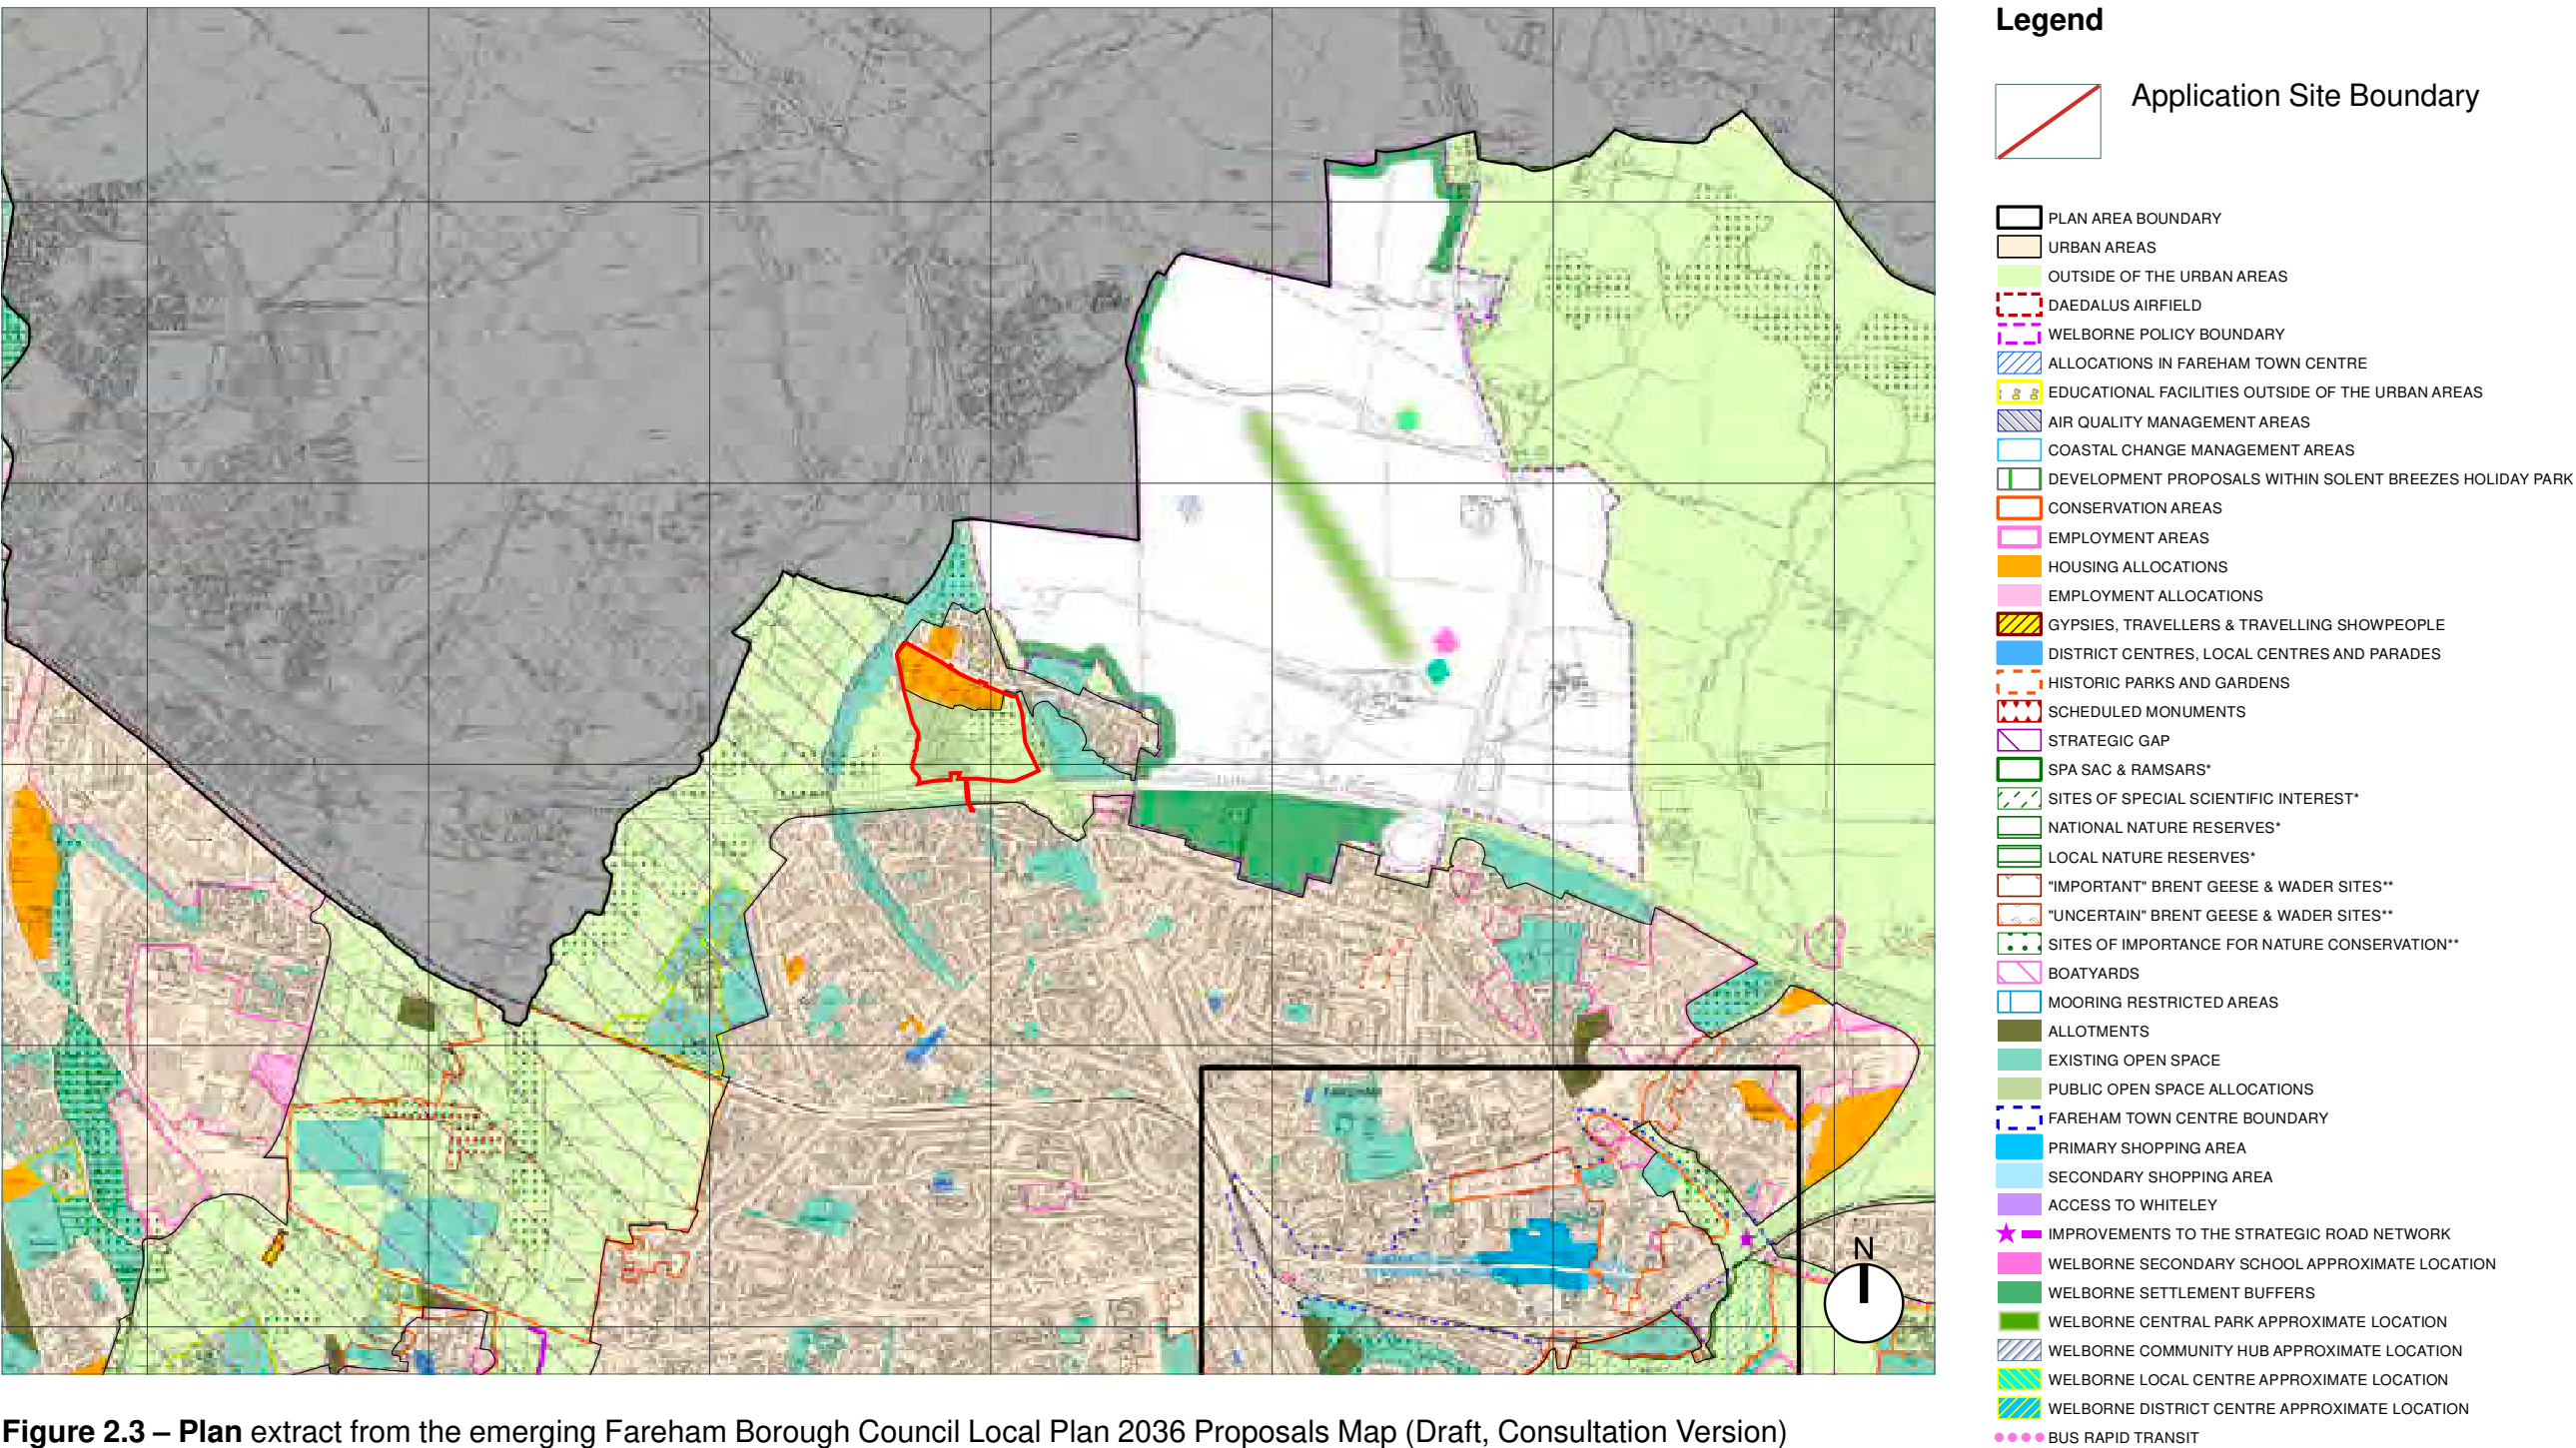 Legend
Application Site Boundary
PLAN AREA BOUNDARY
URBAN AREAS
OUTSIDE OF THE URBAN AREAS
DAEDALUS AIRFIELD
WELBORNE POLICY BOUNDARY
ALLOCATIONS IN FAREHAM TOWN CENTRE
EDUCATIONAL FACILITIES OUTSIDE OF THE URBAN AREAS
AIR QUALITY MANAGEMENT AREAS
COASTAL CHANGE MANAGEMENT AREAS
DEVELOPMENT PROPOSALS WITHIN SOLENT BREEZES HOLIDAY PARK
CONSERVATION AREAS
EMPLOYMENT AREAS
HOUSING ALLOCATIONS
EMPLOYMENT ALLOCATIONS
GYPSIES, TRAVELLERS & TRAVELLING SHOWPEOPLE
DISTRICT CENTRES, LOCAL CENTRES AND PARADES
HISTORIC PARKS AND GARDENS
SCHEDULED MONUMENTS
STRATEGIC GAP
SPA SAC & RAMSARS*
SITES OF SPECIAL SCIENTIFIC INTEREST*
NATIONAL NATURE RESERVES*
LOCAL NATURE RESERVES*
"IMPORTANT" BRENT GEESE & WADER SITES**
"UNCERTAIN" BRENT GEESE & WADER SITES**
SITES OF IMPORTANCE FOR NATURE CONSERVATION**
BOATYARDS
MOORING RESTRICTED AREAS
ALLOTMENTS
EXISTING OPEN SPACE
PUBLIC OPEN SPACE ALLOCATIONS
FAREHAM TOWN CENTRE BOUNDARY
PRIMARY SHOPPING AREA
SECONDARY SHOPPING AREA
ACCESS TO WHITELEY
IMPROVEMENTS TO THE STRATEGIC ROAD NETWORK
WELBORNE SECONDARY SCHOOL APPROXIMATE LOCATION
WELBORNE SETTLEMENT BUFFERS
WELBORNE CENTRAL PARK APPROXIMATE LOCATION
WELBORNE COMMUNITY HUB APPROXIMATE LOCATION
WELBORNE LOCAL CENTRE APPROXIMATE LOCATION
WELBORNE DISTRICT CENTRE APPROXIMATE LOCATION
BUS RAPID TRANSIT
N
Figure 2.3 – Plan extract from the emerging Fareham Borough Council Local Plan 2036 Proposals Map (Draft, Consultation Version)